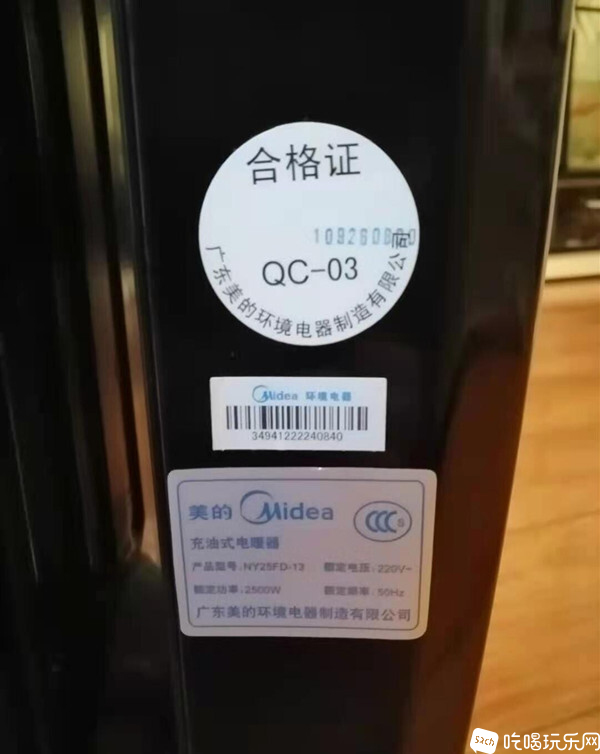 合格证
QC-03
广东美的环境电器制造有限公司
Midea 环境电器
34941222240840
美的 Midea
CCC S
充油式电暖器
产品型号：NY25FD-13 额定电压：220V~
额定功率：2500W 额定频率：50Hz
广东美的环境电器制造有限公司
52ch 吃喝玩乐网